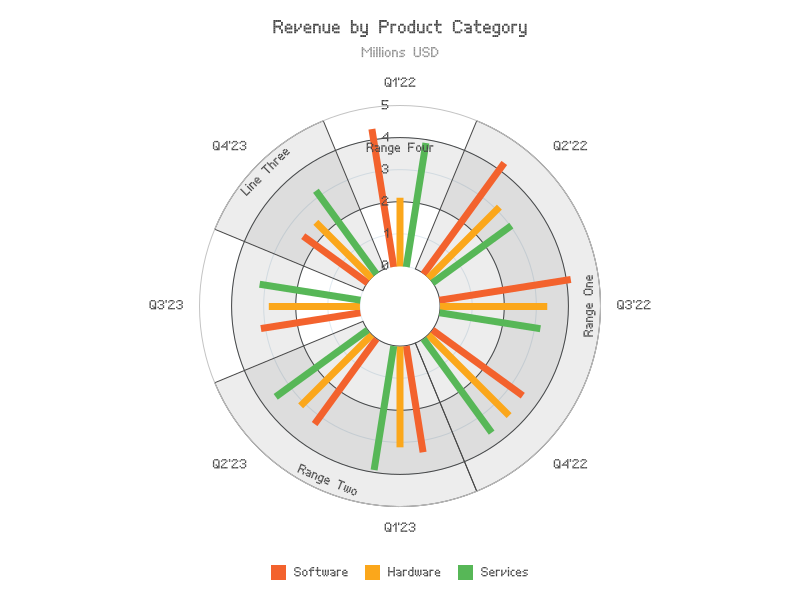 Revenue by Product Category
Millions USD
Q1'22
5
Q4'23
Line Three
4
Range Four
Q2'22
3
2
1
0
Q3'23
Range One
Q3'22
Q2'23
Range Two
Q4'22
Q1'23
Software
Hardware
Services